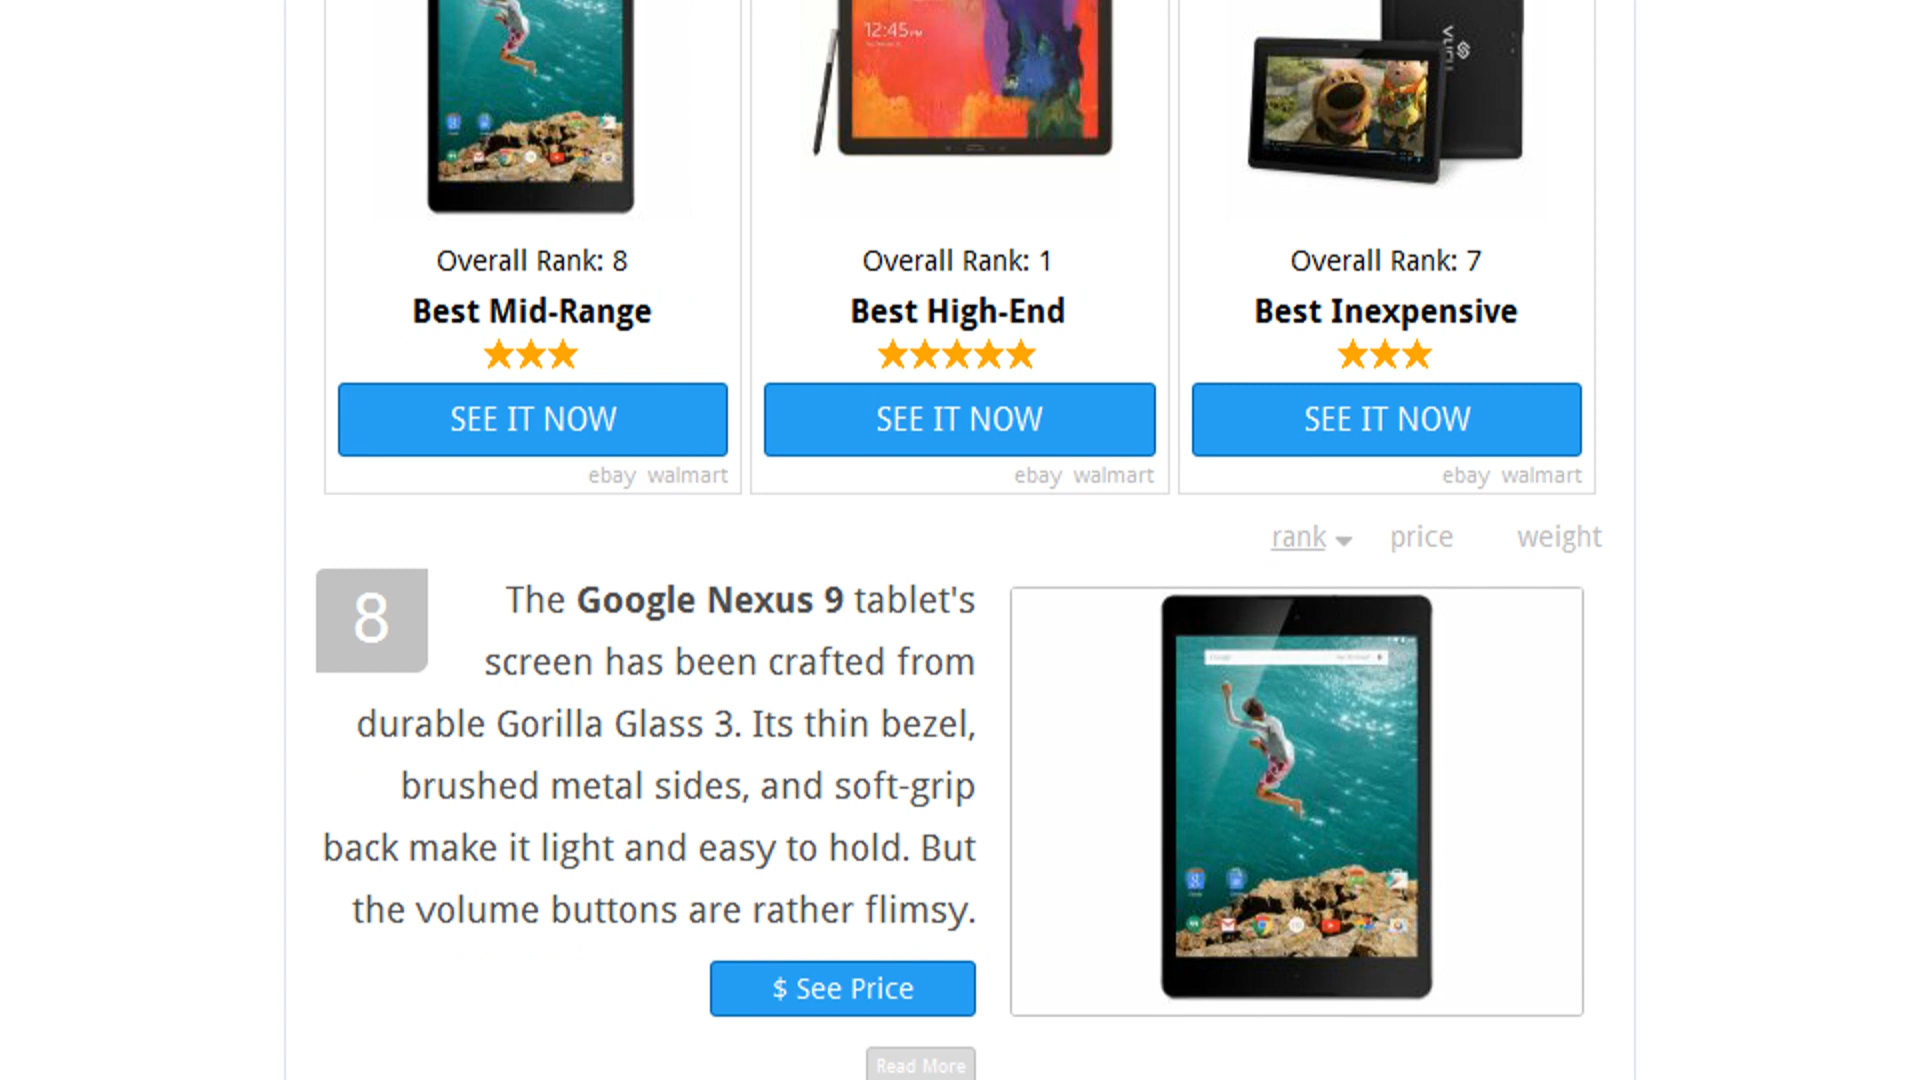 12:45PM
VURU
Overall Rank: 8
Best Mid-Range
SEE IT NOW
ebay walmart
Overall Rank: 1
Best High-End
SEE IT NOW
ebay walmart
Overall Rank: 7
Best Inexpensive
SEE IT NOW
ebay walmart
rank price weight
8
The Google Nexus 9 tablet's
screen has been crafted from
durable Gorilla Glass 3. Its thin bezel,
brushed metal sides, and soft-grip
back make it light and easy to hold. But
the volume buttons are rather flimsy.
$ See Price
Read More